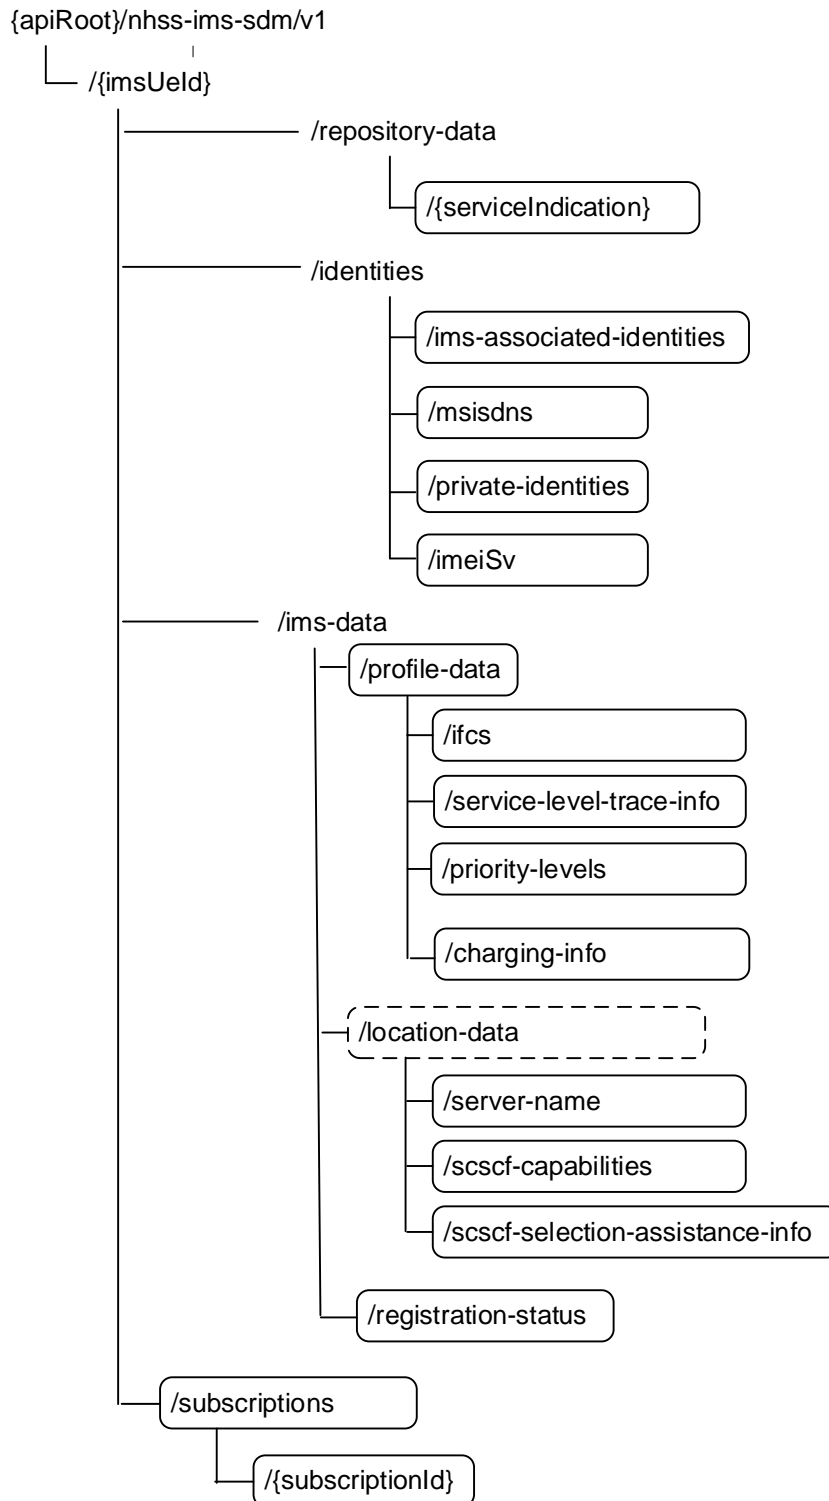 {apiRoot}/nhss-ims-sdm/v1
/{imsUeId}
/repository-data
/{serviceIndication}
/identities
/ims-associated-identities
/msisdns
/private-identities
/imeiSv
/ims-data
/profile-data
/ifcs
/service-level-trace-info
/priority-levels
/charging-info
/location-data
/server-name
/scscf-capabilities
/scscf-selection-assistance-info
/registration-status
/subscriptions
/{subscriptionId}